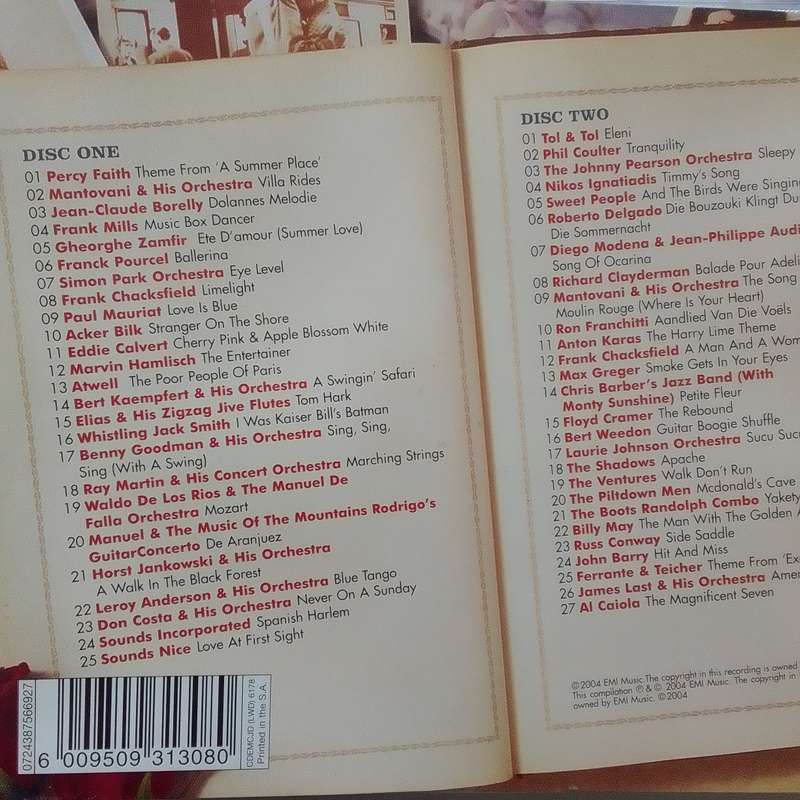 DISC ONE
01 Percy Faith Theme From 'A Summer Place'
02 Mantovani & His Orchestra Villa Rides
03 Jean-Claude Borelly Dolannes Melodie
04 Frank Mills Music Box Dancer
05 Gheorghe Zamfir Ete D'amour (Summer Love)
06 Franck Pourcel Ballerina
07 Simon Park Orchestra Eye Level
08 Frank Chacksfield Limelight
09 Paul Mauriat Love Is Blue
10 Acker Bilk Stranger On The Shore
11 Eddie Calvert Cherry Pink & Apple Blossom White
12 Marvin Hamlisch The Entertainer
13 Atwell The Poor People Of Paris
14 Bert Kaempfert & His Orchestra A Swingin' Safari
15 Elias & His Zigzag Jive Flutes Tom Hark
16 Whistling Jack Smith I Was Kaiser Bill's Batman
17 Benny Goodman & His Orchestra Sing, Sing,
Sing (With A Swing)
18 Ray Martin & His Concert Orchestra Marching Strings
19 Waldo De Los Rios & The Manuel De
Falla Orchestra Mozart
20 Manuel & The Music Of The Mountains Rodrigo's
GuitarConcerto De Aranjuez
21 Horst Jankowski & His Orchestra
A Walk In The Black Forest
22 Leroy Anderson & His Orchestra Blue Tango
23 Don Costa & His Orchestra Never On A Sunday
24 Sounds Incorporated Spanish Harlem
25 Sounds Nice Love At First Sight
0724387566927
6 009509 313080
CDEMCJD (LWD) 6178
Printed in the S.A.
DISC TWO
01 Tol & Tol Eleni
02 Phil Coulter Tranquility
03 The Johnny Pearson Orchestra Sleepy
04 Nikos Ignatiadis Timmy's Song
05 Sweet People And The Birds Were Singing
06 Roberto Delgado Die Bouzouki Klingt Du
Die Sommernacht
07 Diego Modena & Jean-Philippe Audi
Song Of Ocarina
08 Richard Clayderman Balade Pour Adeli
09 Mantovani & His Orchestra The Song
Moulin Rouge (Where Is Your Heart)
10 Ron Franchitti Aandlied Van Die Voëls
11 Anton Karas The Harry Lime Theme
12 Frank Chacksfield A Man And A Wom
13 Max Greger Smoke Gets In Your Eyes
14 Chris Barber's Jazz Band (With
Monty Sunshine) Petite Fleur
15 Floyd Cramer The Rebound
16 Bert Weedon Guitar Boogie Shuffle
17 Laurie Johnson Orchestra Sucu Sucu
18 The Shadows Apache
19 The Ventures Walk Don't Run
20 The Piltdown Men Mcdonald's Cave
21 The Boots Randolph Combo Yakety
22 Billy May The Man With The Golden A
23 Russ Conway Side Saddle
24 John Barry Hit And Miss
25 Ferrante & Teicher Theme From 'Ex
26 James Last & His Orchestra Amer
27 Al Caiola The Magnificent Seven
©2004 EMI Music The copyright in this recording is owned
This compilation ℗ & © 2004 EMI Music. The copyright in
owned by EMI Music. ©2004